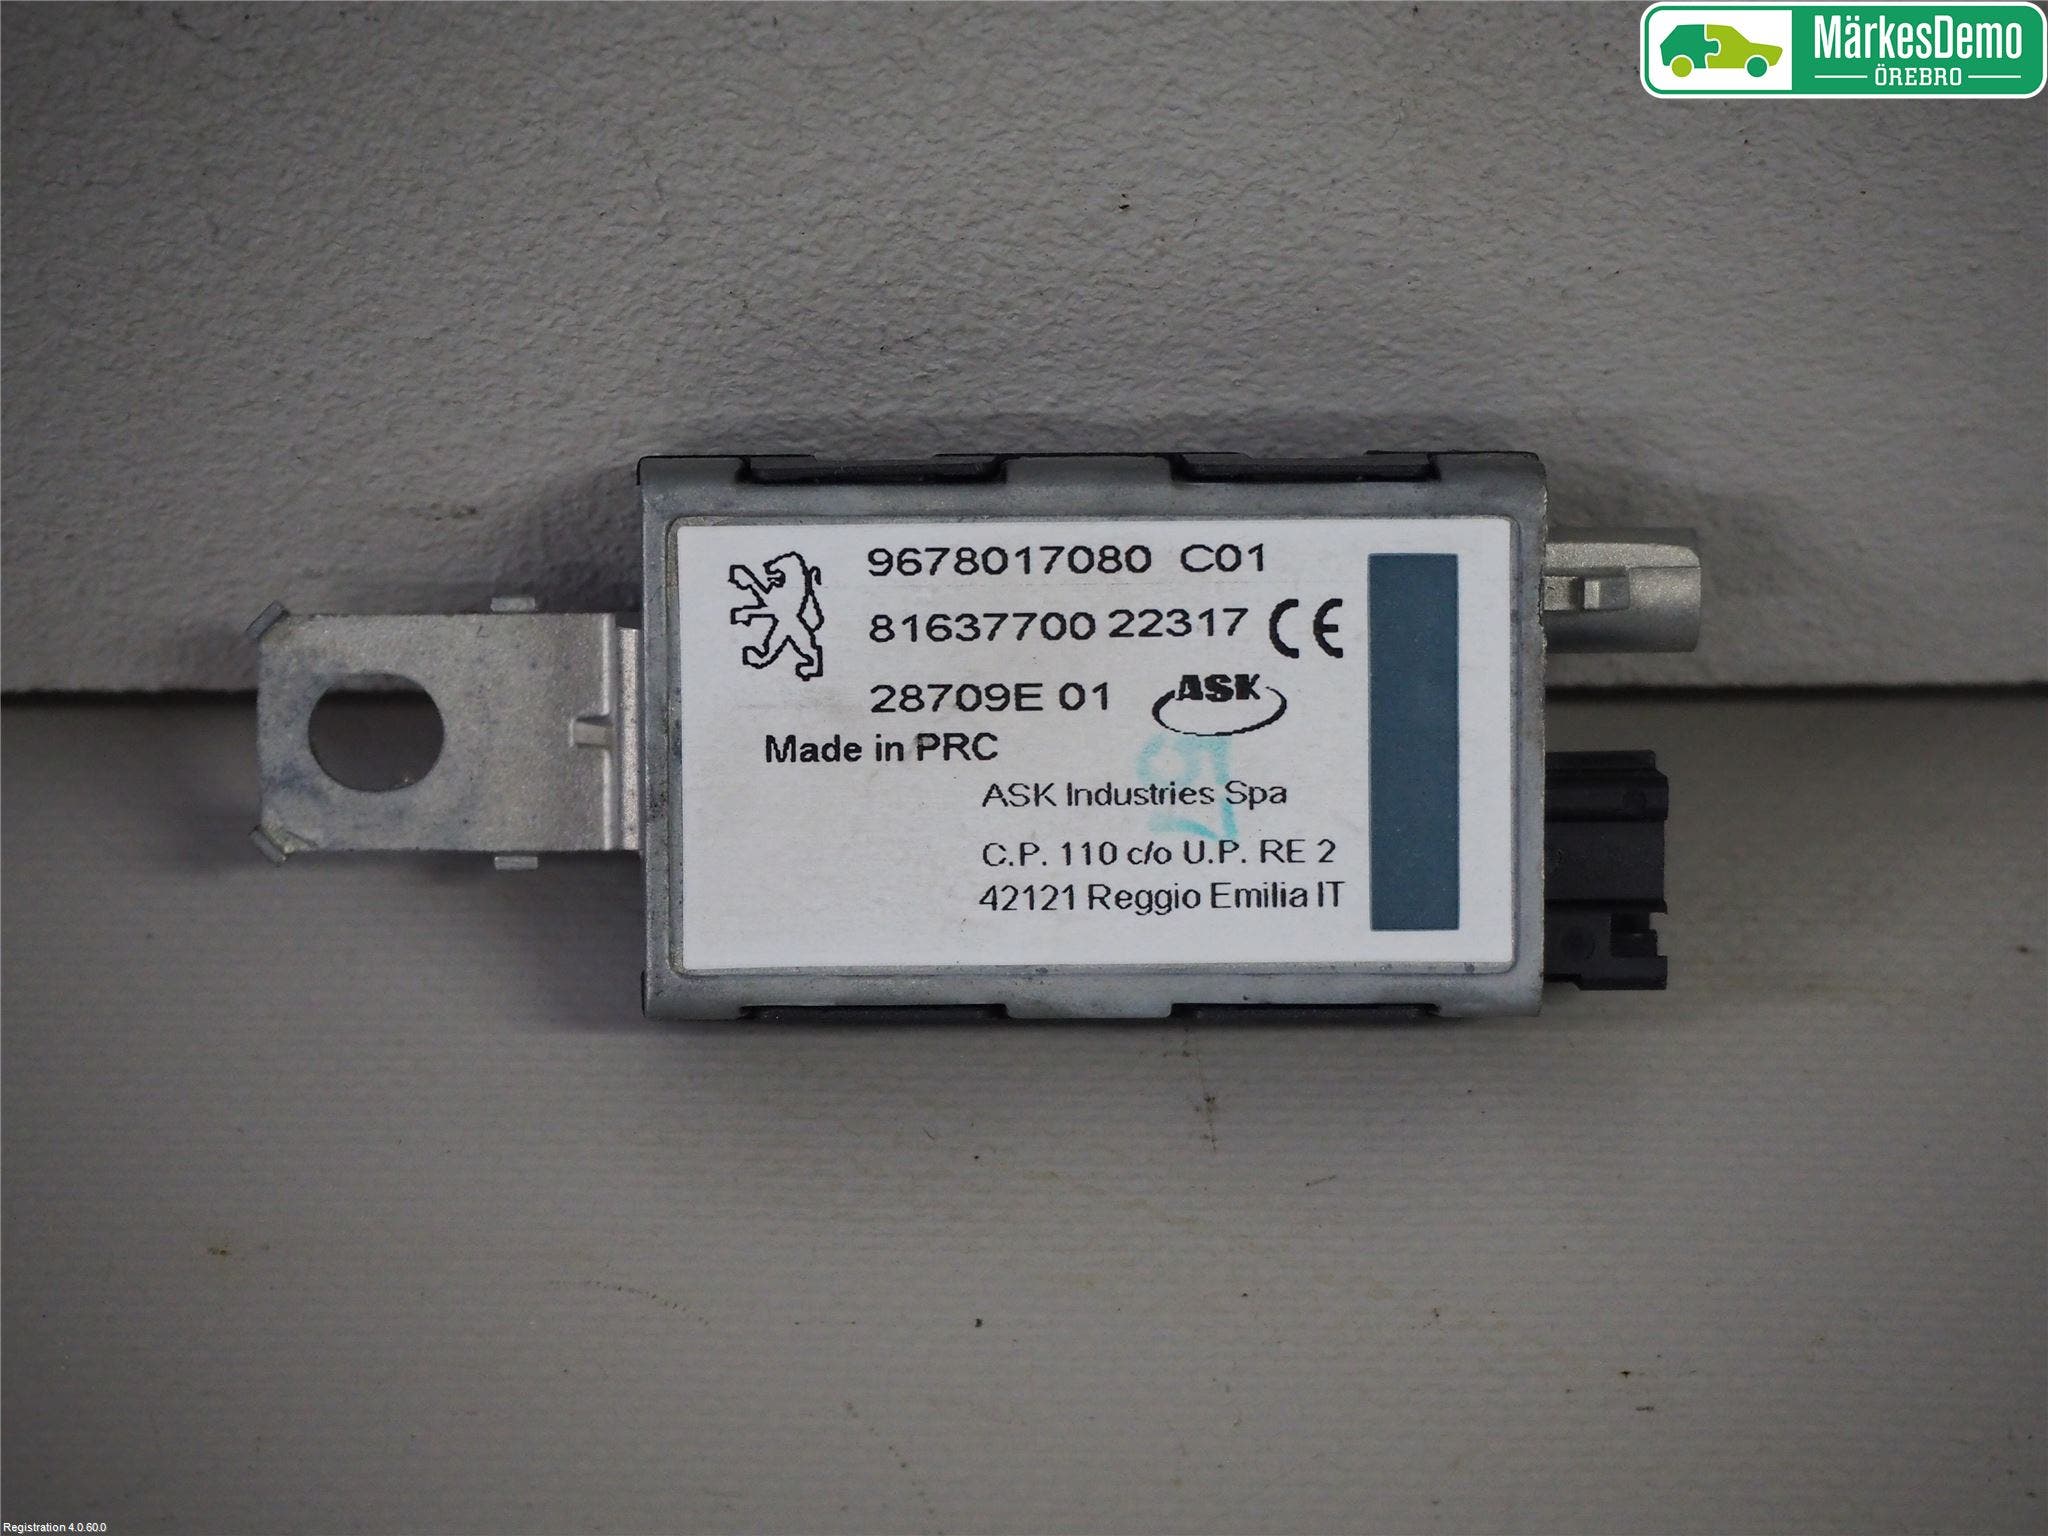 MärkesDemo
ÖREBRO
9678017080 C01
81637700 22317 CE
28709E 01 ASK
Made in PRC
ASK Industries Spa
C.P. 110 c/o U.P. RE 2
42121 Reggio Emilia IT
Registration 4.0.60.0